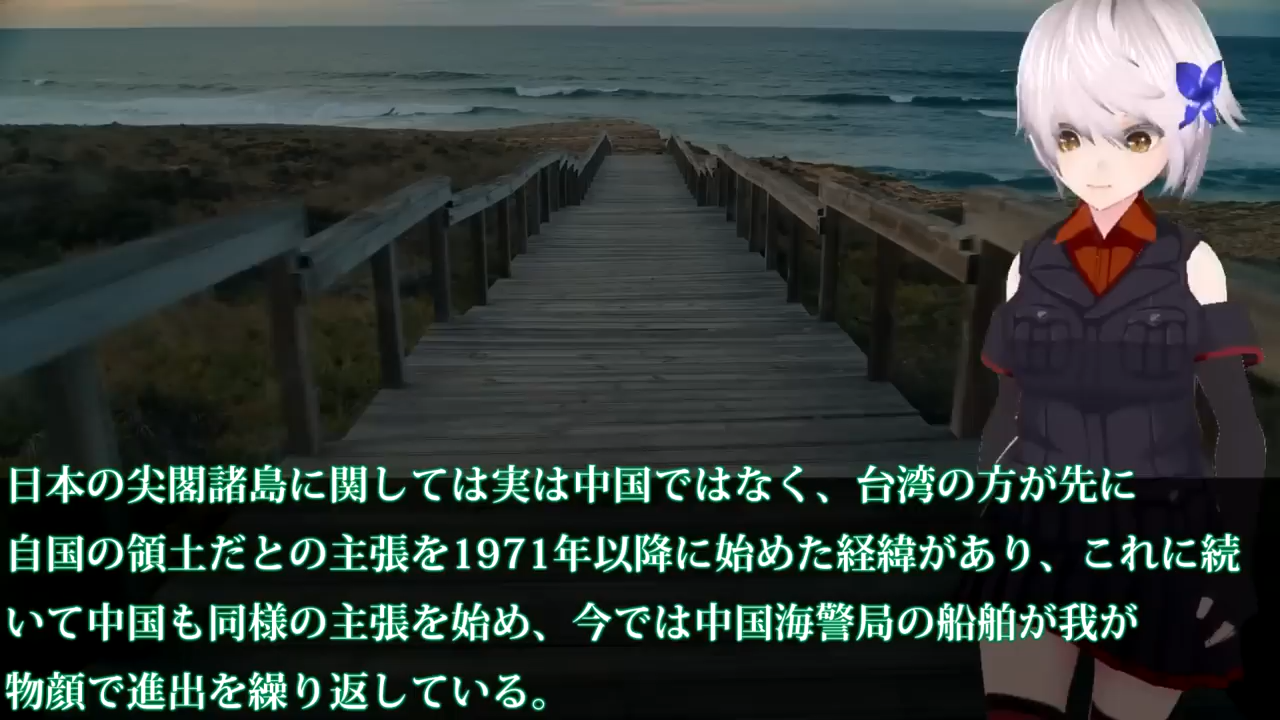 日本の尖閣諸島に関しては実は中国ではなく、台湾の方が先に
自国の領土だとの主張を1971年以降に始めた経緯があり、これに続
いて中国も同様の主張を始め、今では中国海警局の船舶が我が
物顔で進出を繰り返している。